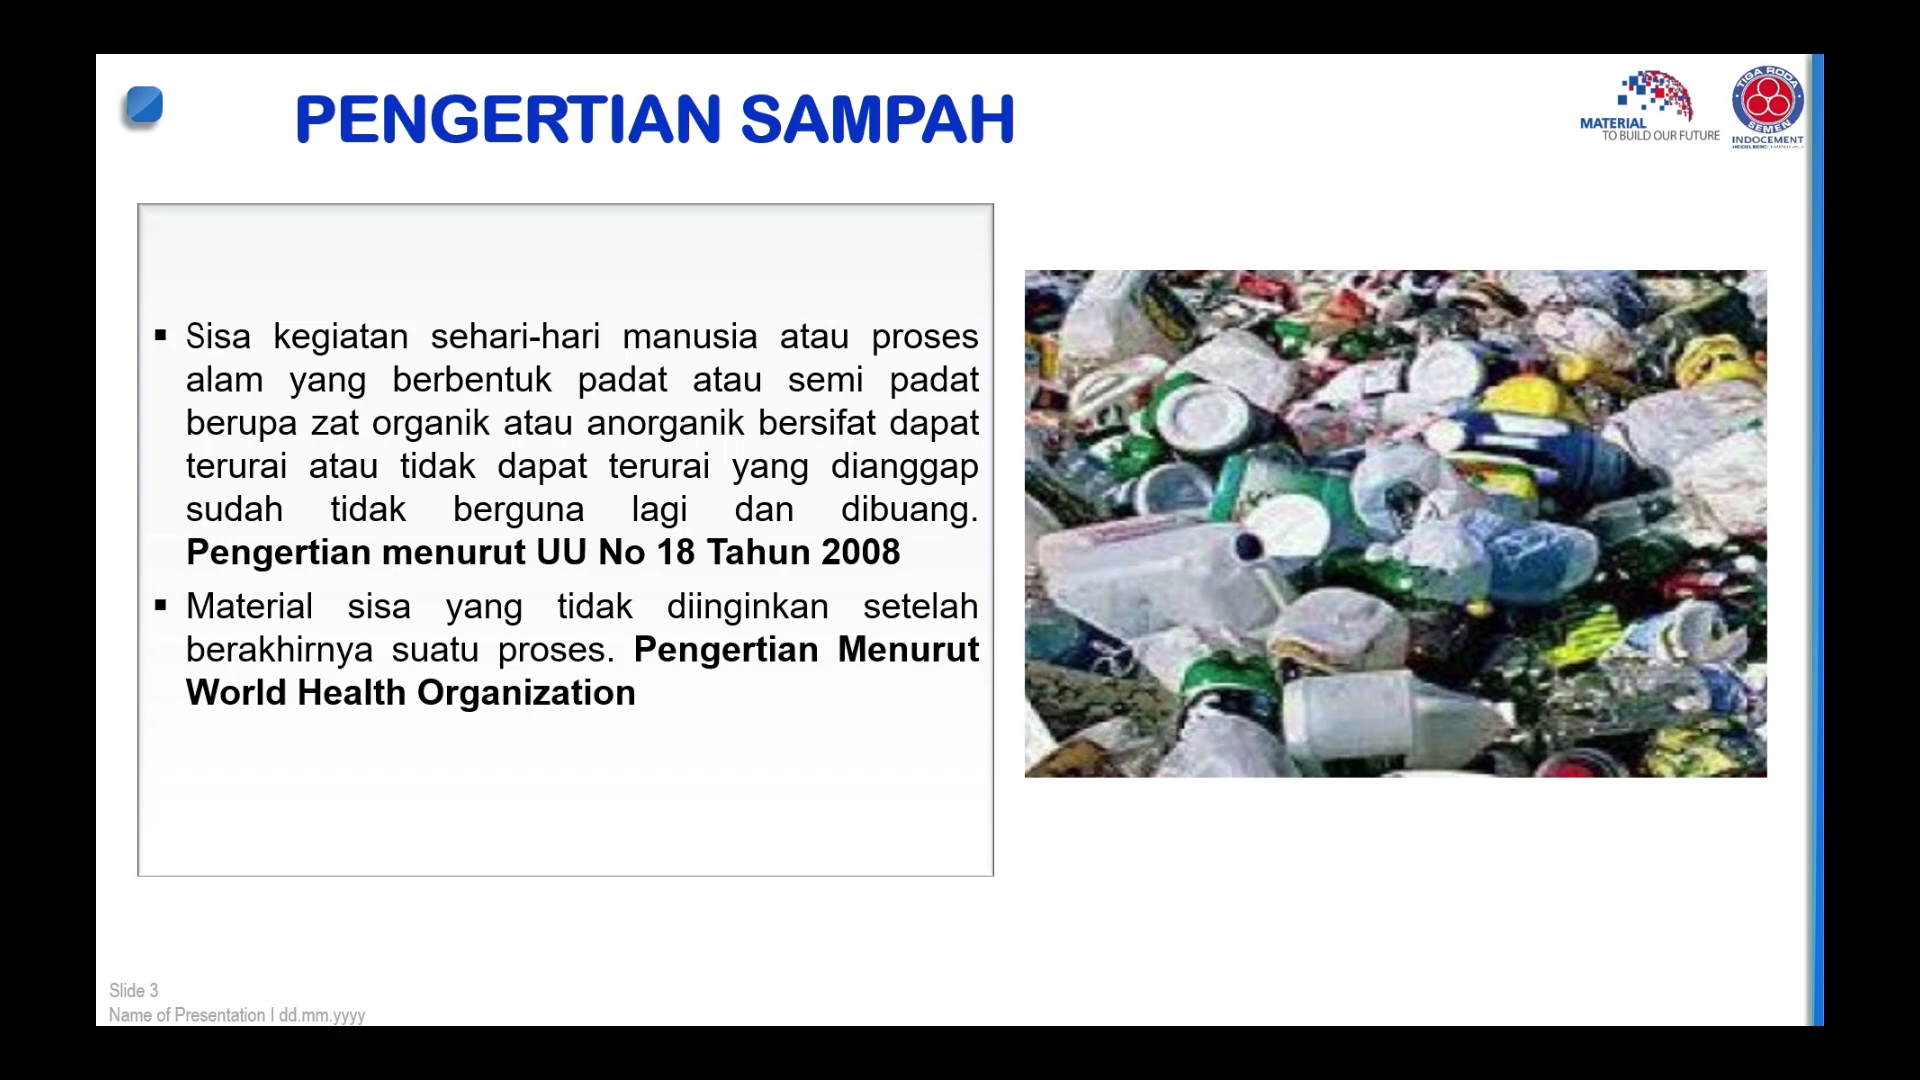 PENGERTIAN SAMPAH
MATERIAL
TO BUILD OUR FUTURE
TIGA RODA
SEMEN
INDOCEMENT
▪ Sisa kegiatan sehari-hari manusia atau proses
alam yang berbentuk padat atau semi padat
berupa zat organik atau anorganik bersifat dapat
terurai atau tidak dapat terurai yang dianggap
sudah tidak berguna lagi dan dibuang.
Pengertian menurut UU No 18 Tahun 2008
▪ Material sisa yang tidak diinginkan setelah
berakhirnya suatu proses. Pengertian Menurut
World Health Organization
Slide 3
Name of Presentation I dd.mm.yyyy